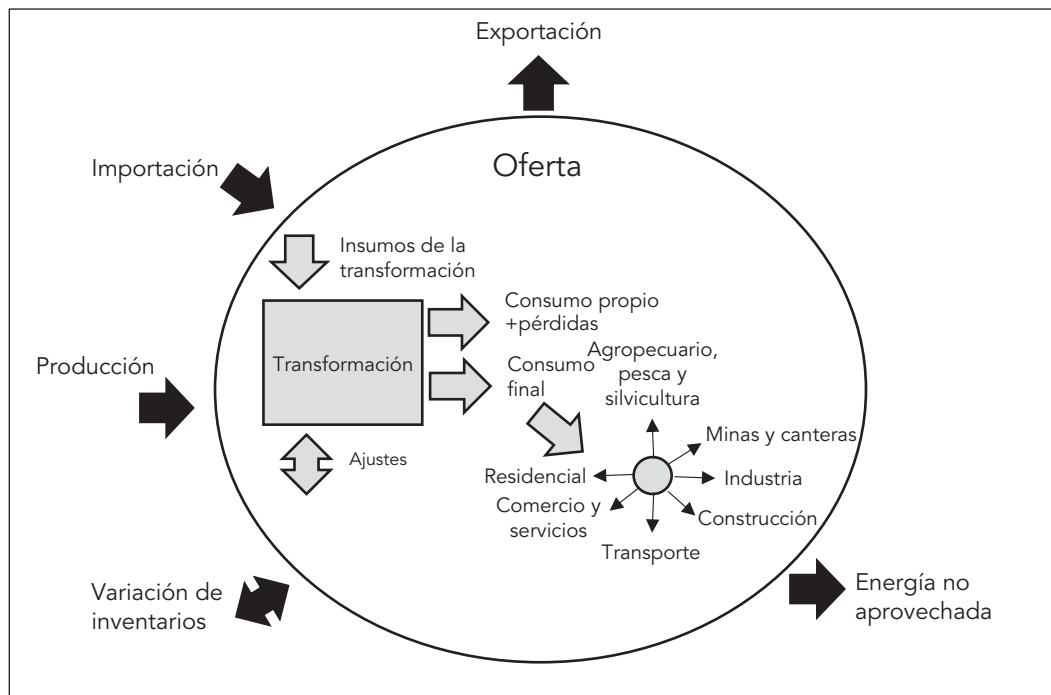 Exportación
Oferta
Importación
Insumos de la
transformación
Consumo propio
+pérdidas
Transformación
Producción
Consumo
final
Agropecuario,
pesca y
silvicultura
Minas y canteras
Ajustes
Residencial
Industria
Comercio y
servicios
Construcción
Transporte
Variación de
inventarios
Energía no
aprovechada